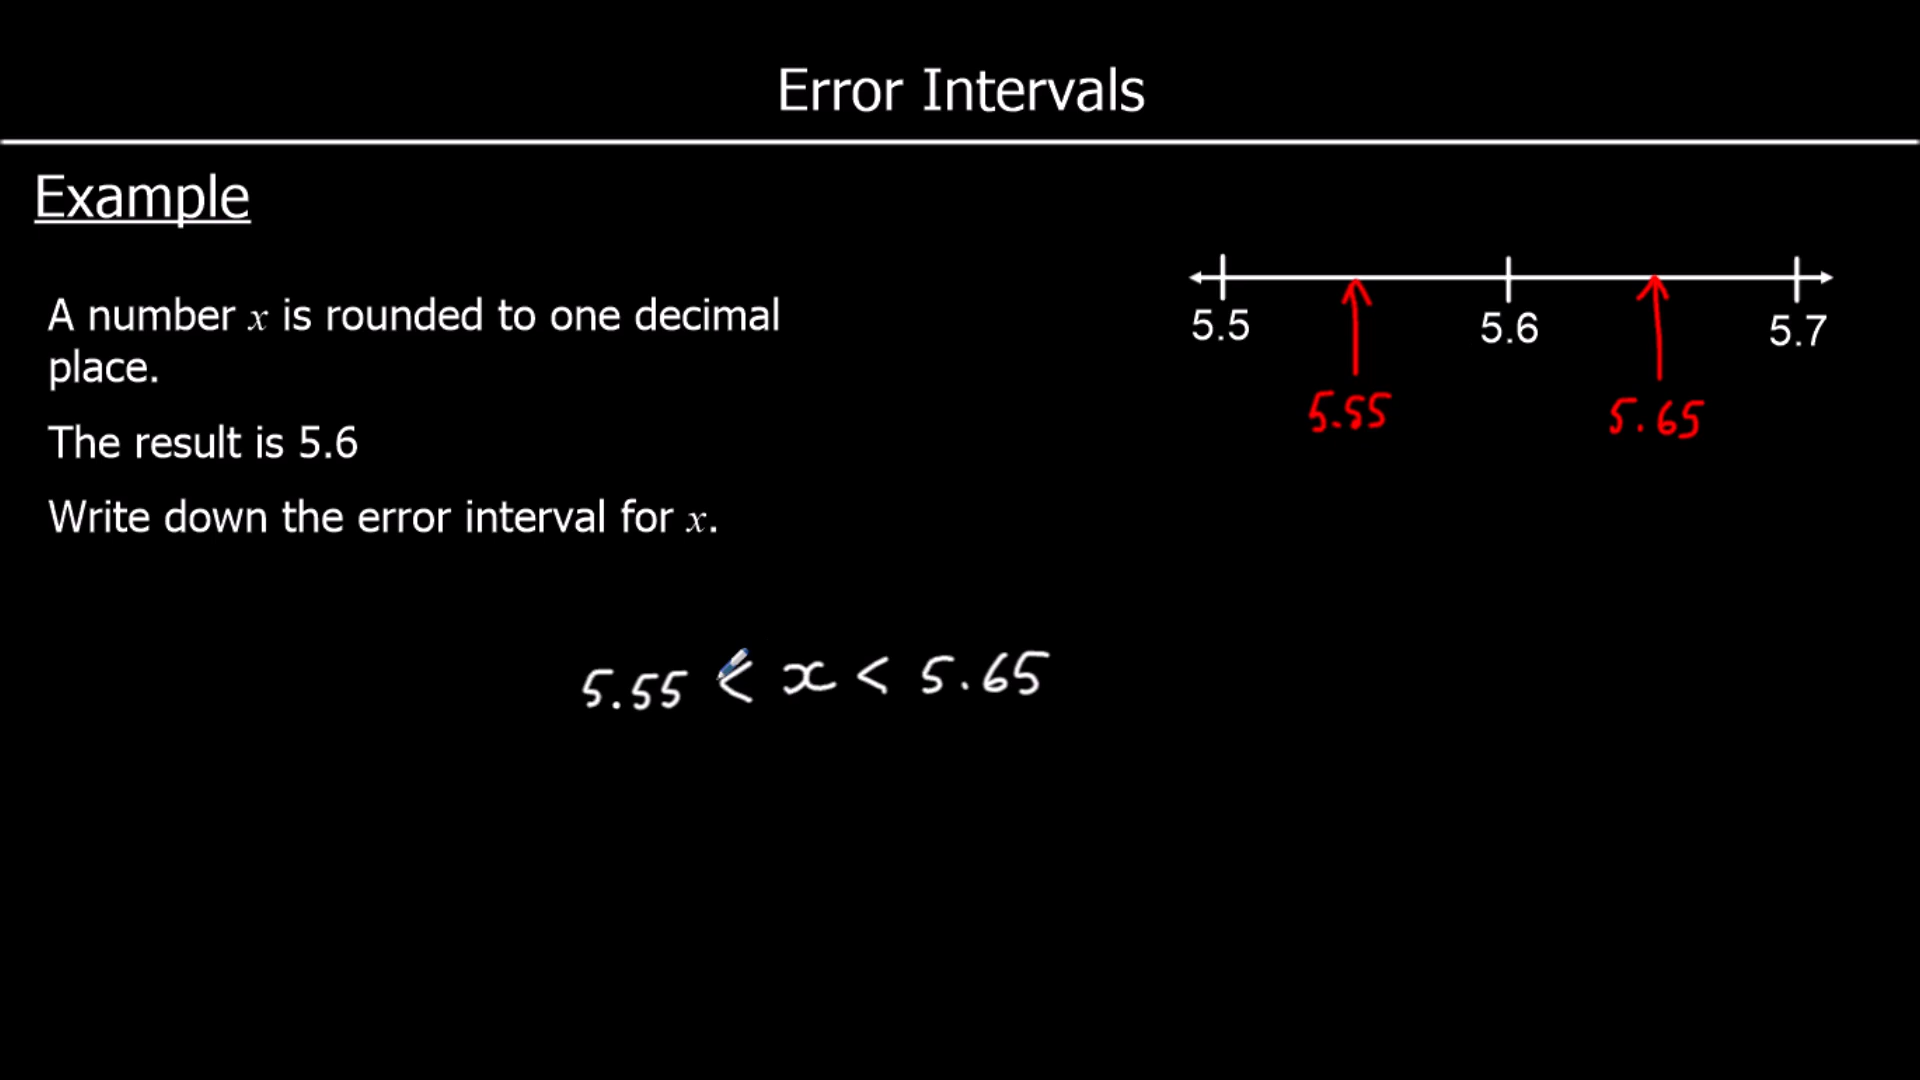 Error Intervals
Example
A number x is rounded to one decimal
place.
The result is 5.6
Write down the error interval for x.
5.5 5.6 5.7
5.55 5.65
5.55 < x < 5.65